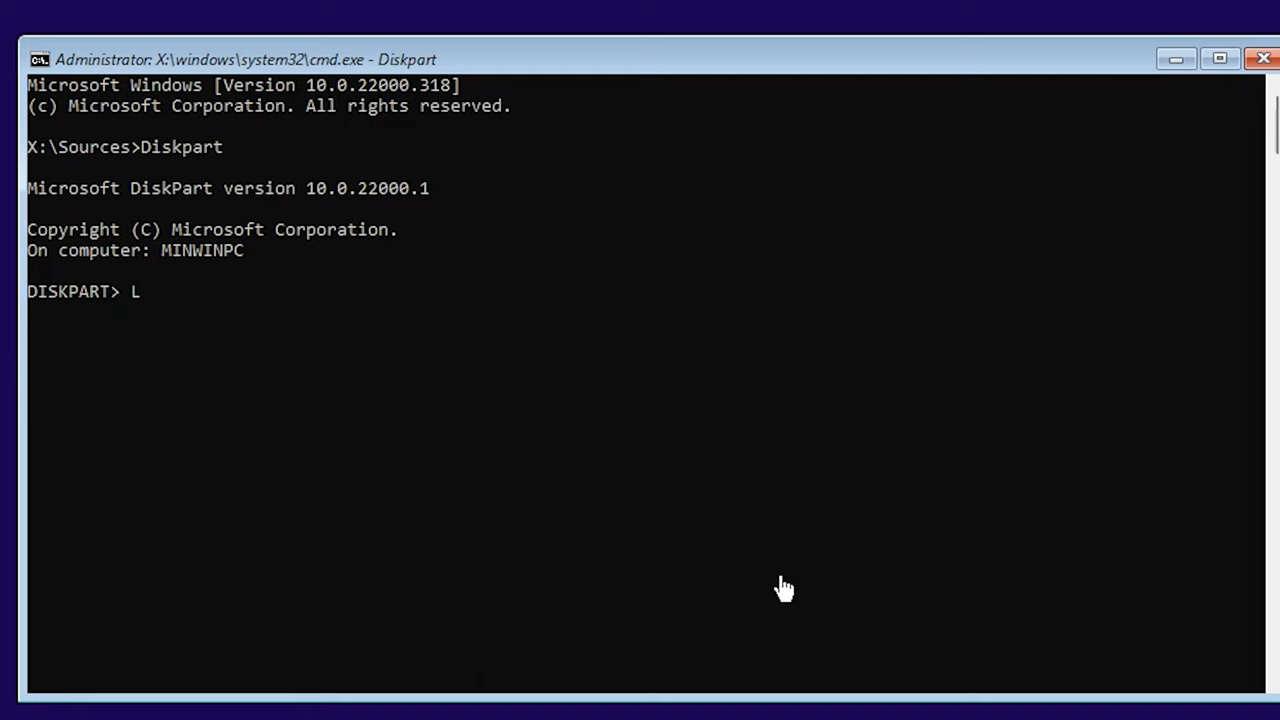 Administrator: X:\windows\system32\cmd.exe - Diskpart
Microsoft Windows [Version 10.0.22000.318]
(c) Microsoft Corporation. All rights reserved.
X:\Sources>Diskpart
Microsoft DiskPart version 10.0.22000.1
Copyright (C) Microsoft Corporation.
On computer: MINWINPC
DISKPART> L